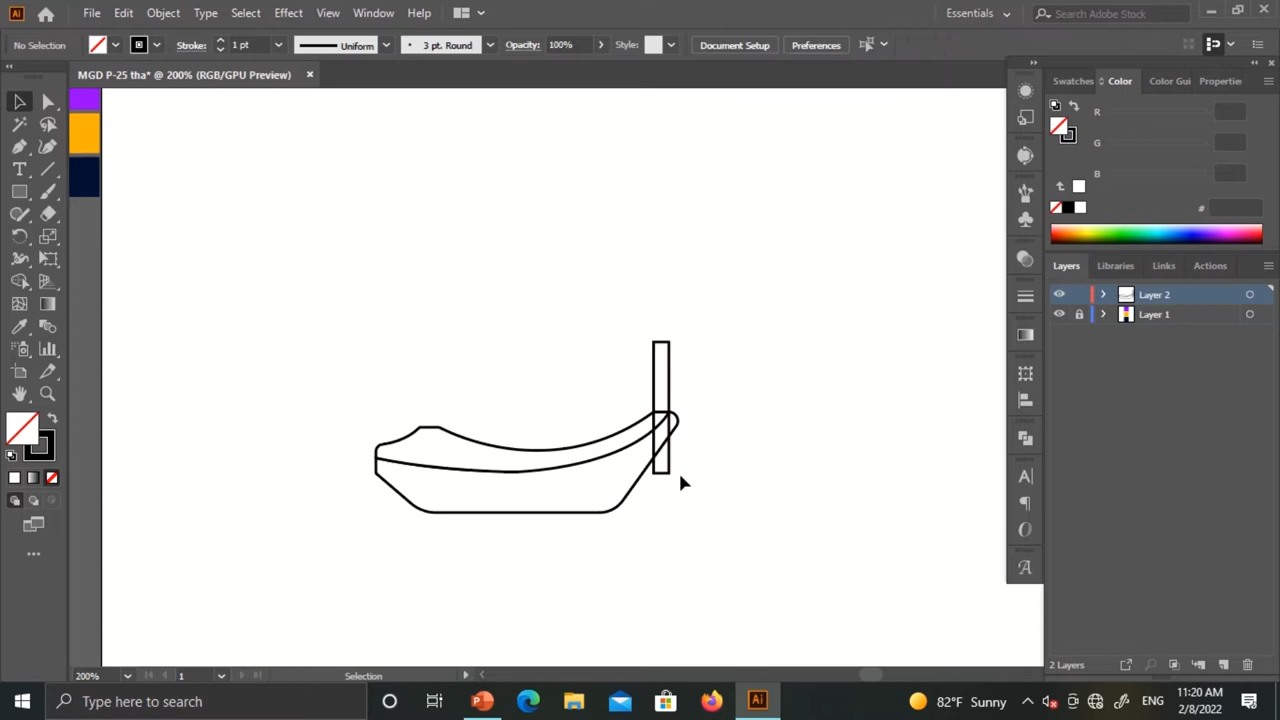 Ai File Edit Object Type Select Effect View Window Help Essentials Search Adobe Stock
No Selection Stroke: 1 pt Uniform 3 pt. Round Opacity: 100% Style: Document Setup Preferences
MGD P-25 tha* @ 200% (RGB/GPU Preview)
Swatches Color Color Gui Propertie
R
G
B
#
Layers Libraries Links Actions
Layer 2
Layer 1
2 Layers
200% 1 Selection
Type here to search
Ai
82°F Sunny
ENG
11:20 AM
2/8/2022